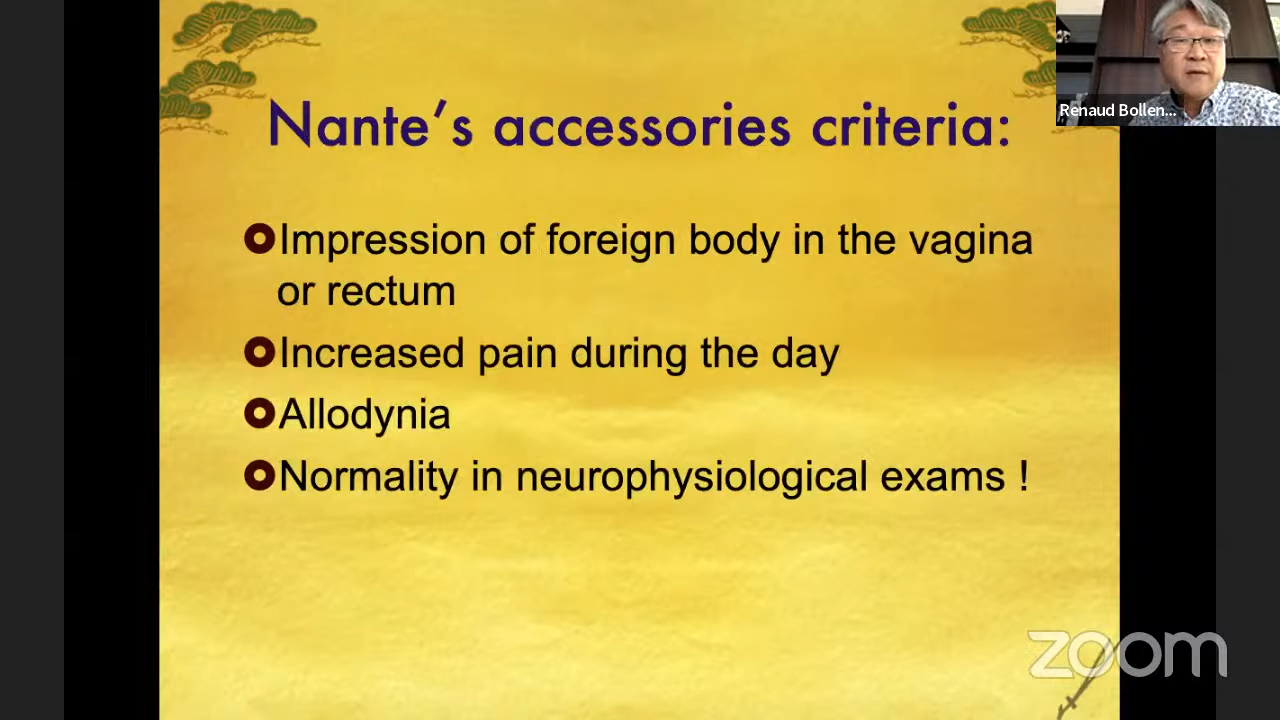 Nante's accessories criteria:
Renaud Bollen...
Impression of foreign body in the vagina
or rectum
Increased pain during the day
Allodynia
Normality in neurophysiological exams !
zoom